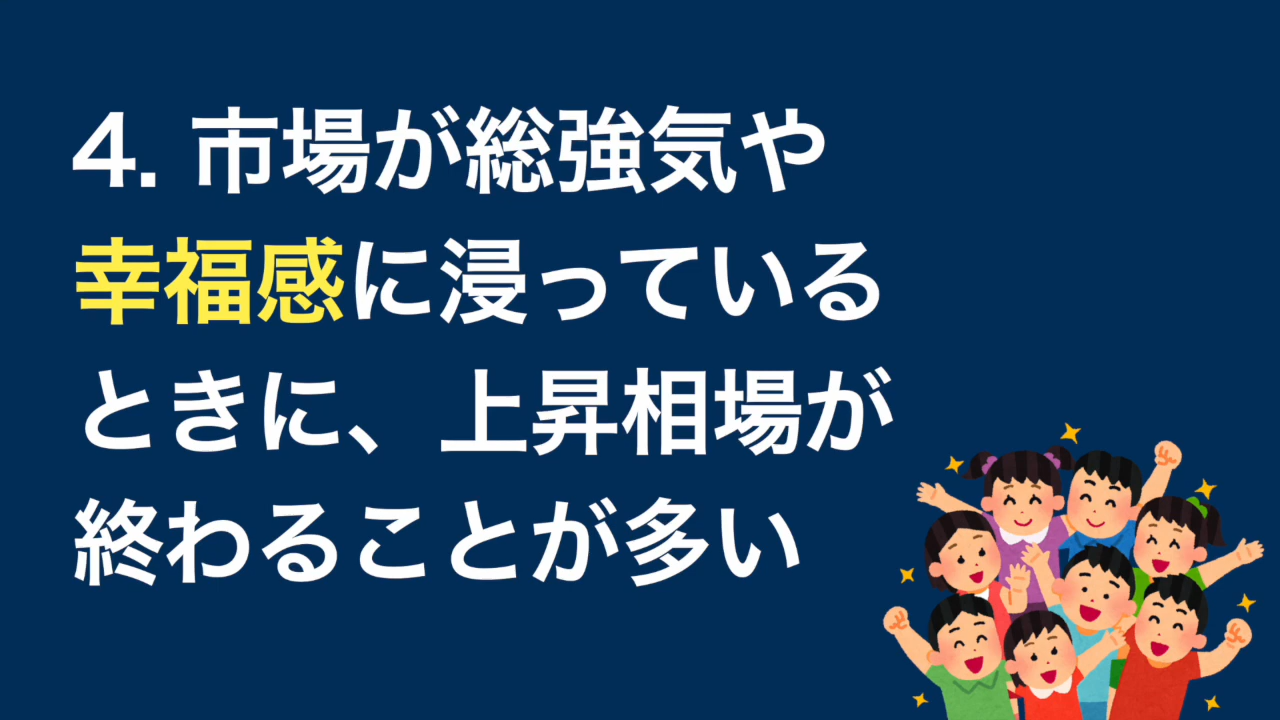 4. 市場が総強気や
幸福感に浸っている
ときに、上昇相場が
終わることが多い